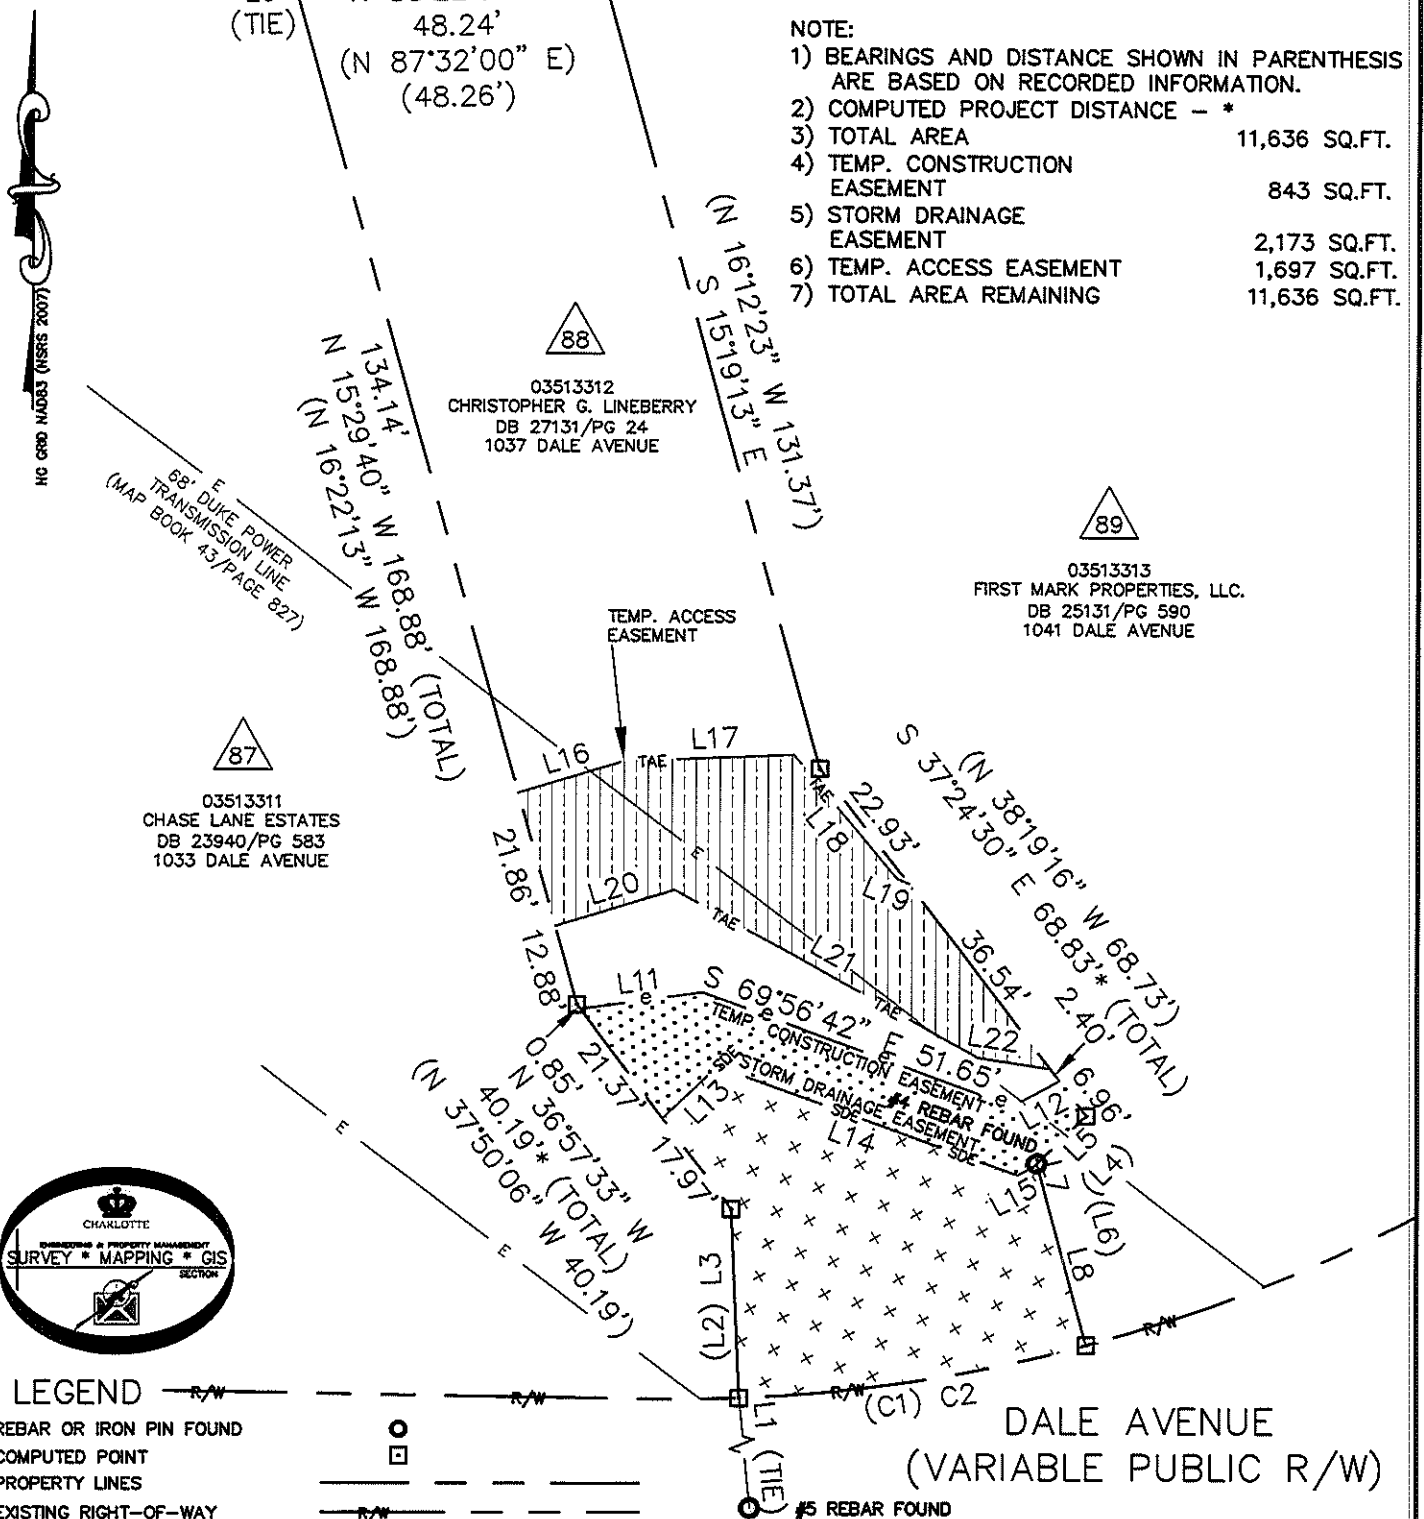 (TIE)
48.24'
(N 87°32'00" E)
(48.26')
NOTE:
1) BEARINGS AND DISTANCE SHOWN IN PARENTHESIS
ARE BASED ON RECORDED INFORMATION.
2) COMPUTED PROJECT DISTANCE – *
3) TOTAL AREA 11,636 SQ.FT.
4) TEMP. CONSTRUCTION
EASEMENT 843 SQ.FT.
5) STORM DRAINAGE
EASEMENT 2,173 SQ.FT.
6) TEMP. ACCESS EASEMENT 1,697 SQ.FT.
7) TOTAL AREA REMAINING 11,636 SQ.FT.
NC GRID NAD83 (NSRS 2007)
(N 16°12'23" W 131.37')
S 15°19'13" E
88
03513312
CHRISTOPHER G. LINEBERRY
DB 27131/PG 24
1037 DALE AVENUE
134.14'
N 15°29'40" W 168.88' (TOTAL)
(N 16°22'13" W 168.88')
E
68' DUKE POWER
TRANSMISSION LINE
(MAP BOOK 43/PAGE 827)
89
03513313
FIRST MARK PROPERTIES, LLC.
DB 25131/PG 590
1041 DALE AVENUE
TEMP. ACCESS
EASEMENT
87
03513311
CHASE LANE ESTATES
DB 23940/PG 583
1033 DALE AVENUE
L16
TAE
L17
TAE
L18
22.93'
L19
(N 38°19'16" W 68.73')
S 37°24'30" E 68.83'* (TOTAL)
36.54'
2.40'
6.96'
21.86'
L20
TAE
E
L21
TAE
L22
12.88'
L11
e
S 69°56'42" E 51.65'
e
e
e
TEMP. CONSTRUCTION EASEMENT
STORM DRAINAGE EASEMENT
#4 REBAR FOUND
L12
L5
(L4)
(L6)
L7
L8
0.85'
21.37'
N 36°57'33" W
40.19'* (TOTAL)
(N 37°50'06" W 40.19')
17.97'
SDE
L13
SDE
L14
SDE
L15
E
E
(L2) L3
CHARLOTTE
ENGINEERING & PROPERTY MANAGEMENT
SURVEY * MAPPING * GIS
SECTION
R/W
R/W
R/W
R/W
(C1) C2
L1 (TIE)
#5 REBAR FOUND
DALE AVENUE
(VARIABLE PUBLIC R/W)
LEGEND
REBAR OR IRON PIN FOUND
COMPUTED POINT
PROPERTY LINES
EXISTING RIGHT–OF–WAY R/W